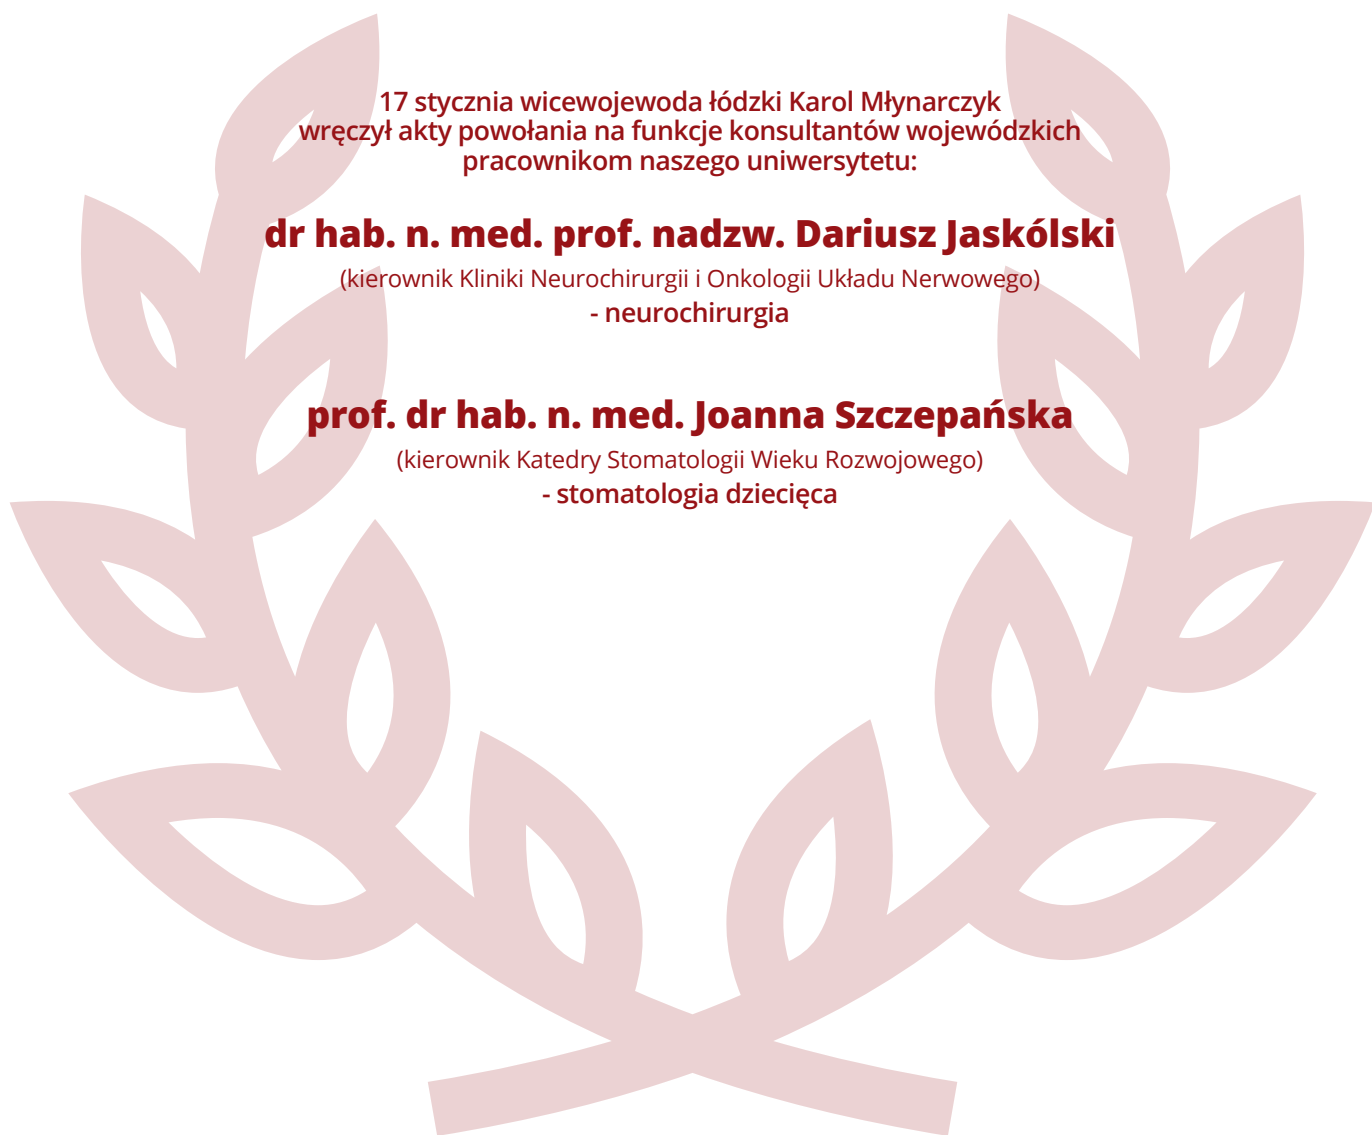 17 stycznia wicewojewoda łódzki Karol Młynarczyk
wręczył akty powołania na funkcje konsultantów wojewódzkich
pracownikom naszego uniwersytetu:
dr hab. n. med. prof. nadzw. Dariusz Jaskólski
(kierownik Kliniki Neurochirurgii i Onkologii Układu Nerwowego)
- neurochirurgia
prof. dr hab. n. med. Joanna Szczepańska
(kierownik Katedry Stomatologii Wieku Rozwojowego)
- stomatologia dziecięca